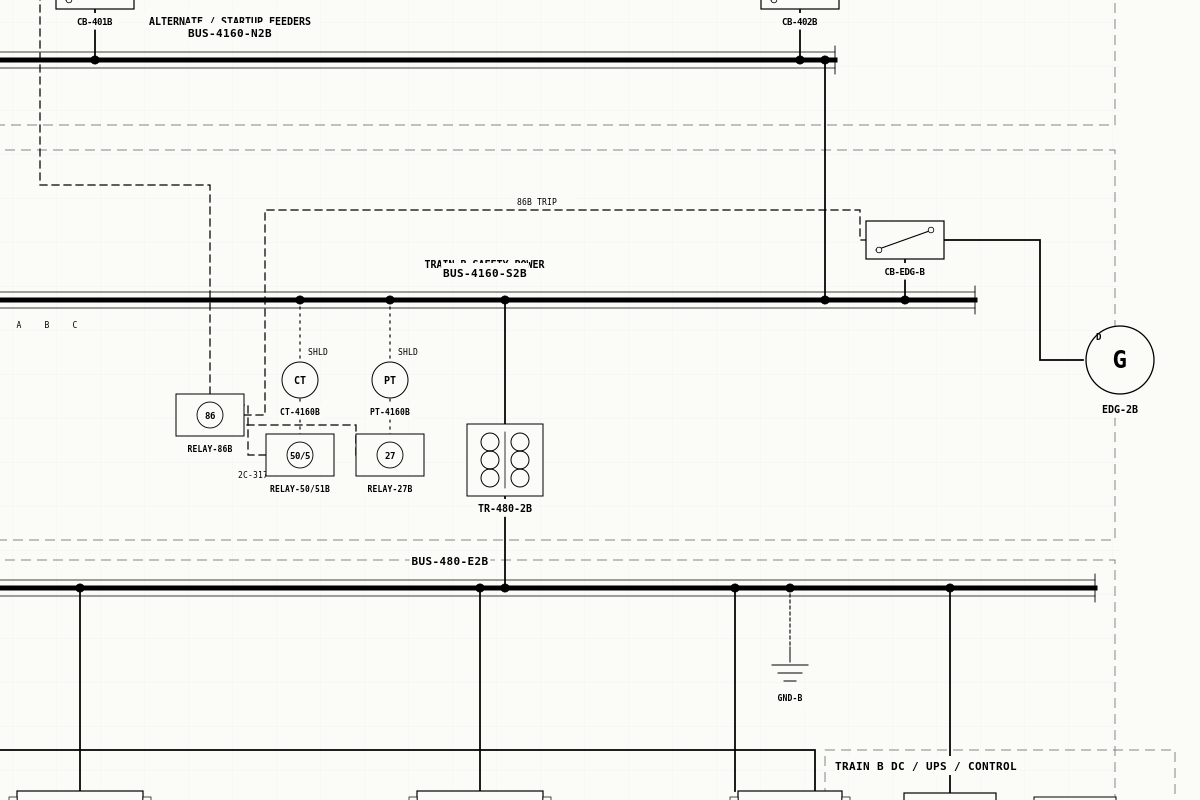 CB-401B
ALTERNATE / STARTUP FEEDERS
CB-402B
BUS-4160-N2B
86B TRIP
TRAIN B SAFETY POWER
BUS-4160-S2B
CB-EDG-B
A B C
D
G
EDG-2B
SHLD
SHLD
CT
PT
CT-4160B
PT-4160B
86
RELAY-86B
50/5
27
2C-317
RELAY-50/51B
RELAY-27B
TR-480-2B
BUS-480-E2B
GND-B
TRAIN B DC / UPS / CONTROL